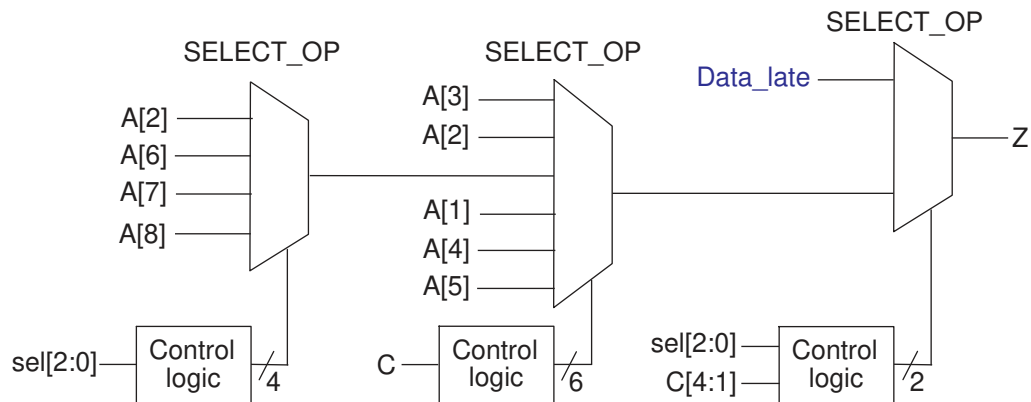 SELECT_OP
SELECT_OP
SELECT_OP
Data_late
A[3]
A[2]
A[2]
A[6]
A[7]
A[8]
A[1]
A[4]
A[5]
Z
sel[2:0]
Control
logic
4
C
Control
logic
6
sel[2:0]
C[4:1]
Control
logic
2